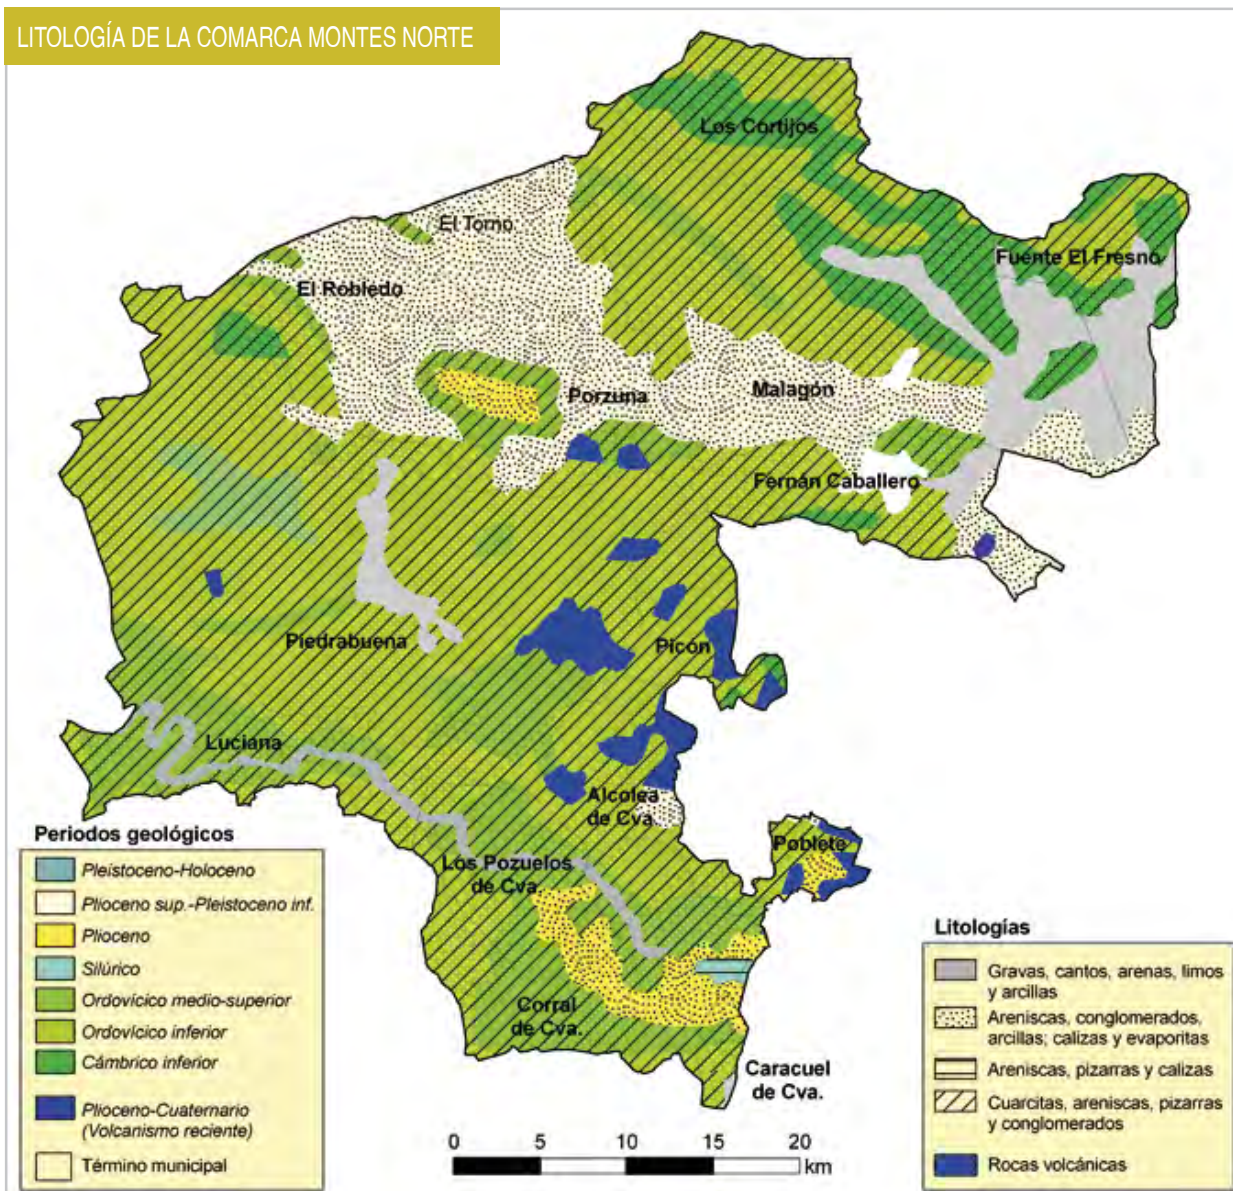 LITOLOGÍA DE LA COMARCA MONTES NORTE
Los Cortijos
El Torno
Fuente El Fresno
El Robledo
Porzuna
Malagón
Fernán Caballero
Piedrabuena
Picón
Luciana
Alcolea
de Cva.
Poblete
Los Pozuelos
de Cva.
Corral
de Cva.
Caracuel
de Cva.
Periodos geológicos
Pleistoceno-Holoceno
Plioceno sup.-Pleistoceno inf.
Plioceno
Silúrico
Ordovícico medio-superior
Ordovícico inferior
Cámbrico inferior
Plioceno-Cuaternario
(Volcanismo reciente)
Término municipal
0 5 10 15 20
km
Litologías
Gravas, cantos, arenas, limos
y arcillas
Areniscas, conglomerados,
arcillas; calizas y evaporitas
Areniscas, pizarras y calizas
Cuarcitas, areniscas, pizarras
y conglomerados
Rocas volcánicas